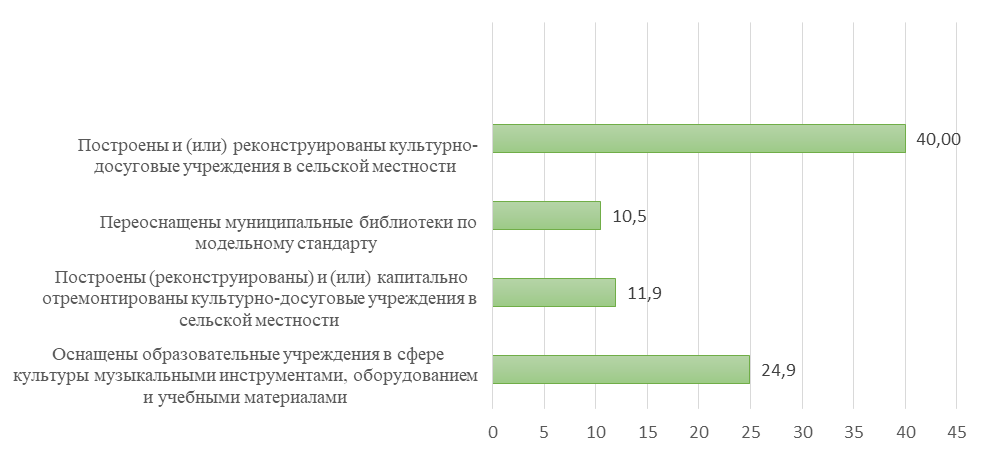 Построены и (или) реконструированы культурно-
досуговые учреждения в сельской местности
40,00
Переоснащены муниципальные библиотеки по
модельному стандарту
10,5
Построены (реконструированы) и (или) капитально
отремонтированы культурно-досуговые учреждения в
сельской местности
11,9
Оснащены образовательные учреждения в сфере
культуры музыкальными инструментами, оборудованием
и учебными материалами
24,9
0 5 10 15 20 25 30 35 40 45